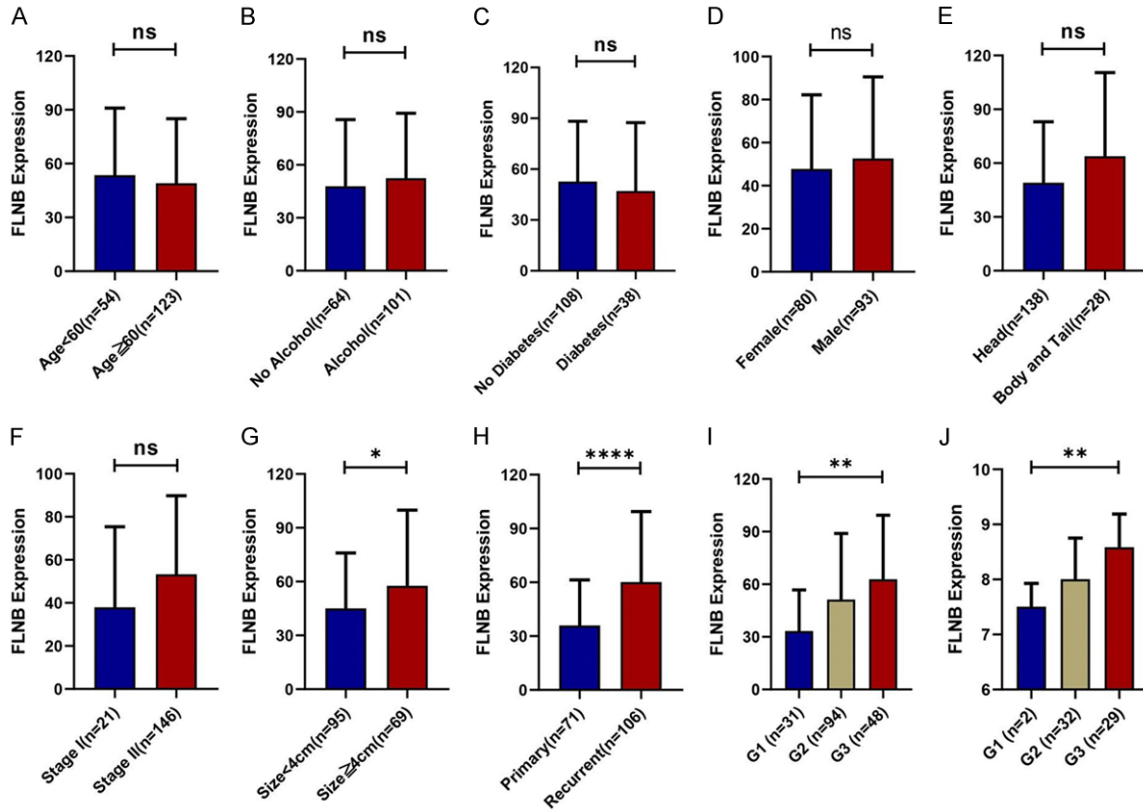 A
ns
FLNB Expression
120
90
60
30
0
Age<60(n=54)
Age≧60(n=123)
B
ns
FLNB Expression
120
90
60
30
0
No Alcohol(n=64)
Alcohol(n=101)
C
ns
FLNB Expression
120
90
60
30
0
No Diabetes(n=108)
Diabetes(n=38)
D
ns
FLNB Expression
100
80
60
40
20
0
Female(n=80)
Male(n=93)
E
ns
FLNB Expression
120
90
60
30
0
Head(n=138)
Body and Tail(n=28)
F
ns
FLNB Expression
100
80
60
40
20
0
Stage I(n=21)
Stage II(n=146)
G
*
FLNB Expression
120
90
60
30
0
Size<4cm(n=95)
Size≧4cm(n=69)
H
****
FLNB Expression
120
90
60
30
0
Primary(n=71)
Recurrent(n=106)
I
**
FLNB Expression
120
90
60
30
0
G1 (n=31)
G2 (n=94)
G3 (n=48)
J
**
FLNB Expression
10
9
8
7
6
G1 (n=2)
G2 (n=32)
G3 (n=29)